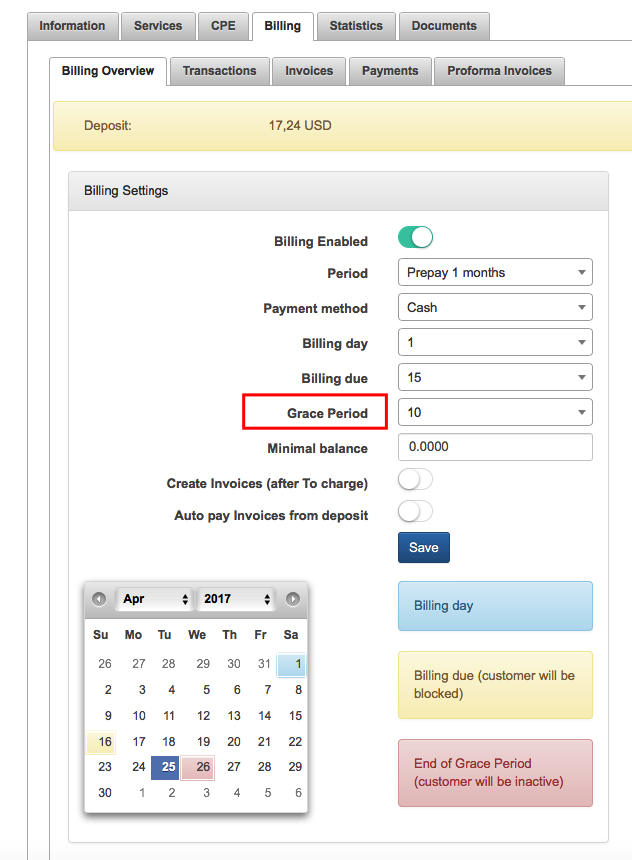 Information Services CPE Billing Statistics Documents
Billing Overview Transactions Invoices Payments Proforma Invoices
Deposit: 17,24 USD
Billing Settings
Billing Enabled
Period Prepay 1 months
Payment method Cash
Billing day 1
Billing due 15
Grace Period 10
Minimal balance 0.0000
Create Invoices (after To charge)
Auto pay Invoices from deposit
Save
Apr 2017
Su Mo Tu We Th Fr Sa
26 27 28 29 30 31 1
2 3 4 5 6 7 8
9 10 11 12 13 14 15
16 17 18 19 20 21 22
23 24 25 26 27 28 29
30 1 2 3 4 5 6
Billing day
Billing due (customer will be
blocked)
End of Grace Period
(customer will be inactive)